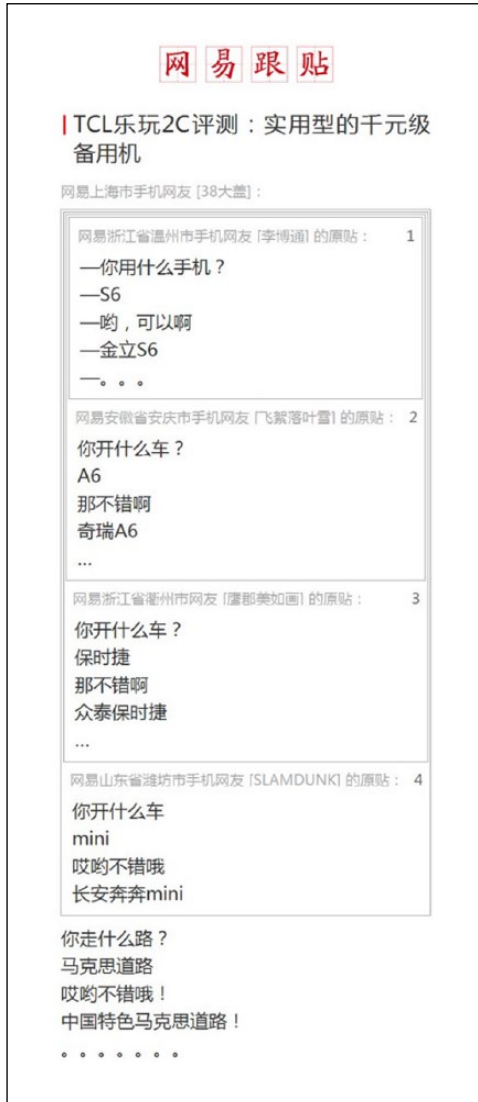 网易跟贴
TCL乐玩2C评测：实用型的千元级
备用机
网易上海市手机网友 [38大盖]：
网易浙江省温州市手机网友 [李博通] 的原贴： 1
—你用什么手机？
—S6
—哟，可以啊
—金立S6
—。。。
网易安徽省安庆市手机网友 [飞絮落叶雪] 的原贴： 2
你开什么车？
A6
那不错啊
奇瑞A6
...
网易浙江省衢州市网友 [鹰郡美如画] 的原贴： 3
你开什么车？
保时捷
那不错啊
众泰保时捷
...
网易山东省潍坊市手机网友 [SLAMDUNK] 的原贴： 4
你开什么车
mini
哎哟不错哦
长安奔奔mini
你走什么路？
马克思道路
哎哟不错哦！
中国特色马克思道路！
。。。。。。。